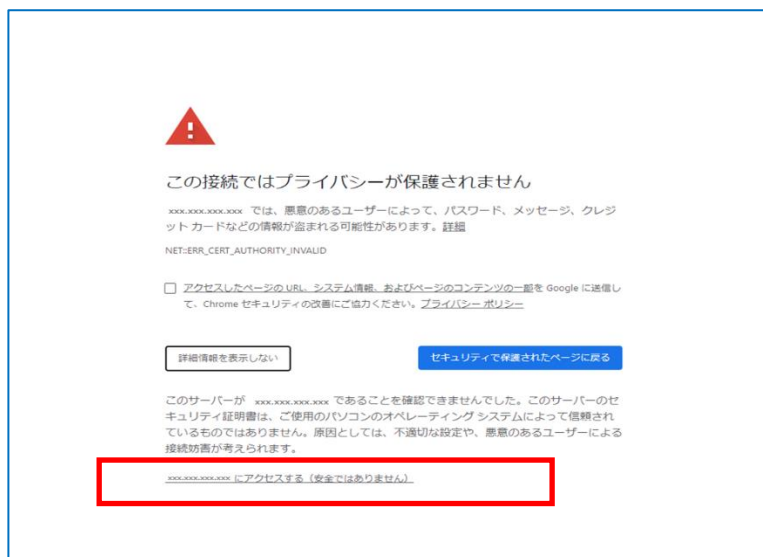 この接続ではプライバシーが保護されません
xxx.xxx.xxx.xxx では、悪意のあるユーザーによって、パスワード、メッセージ、クレジ
ット カードなどの情報が盗まれる可能性があります。詳細
NET::ERR_CERT_AUTHORITY_INVALID
アクセスしたページの URL、システム情報、およびページのコンテンツの一部を Google に送信し
て、Chrome セキュリティの改善にご協力ください。プライバシー ポリシー
詳細情報を表示しない
セキュリティで保護されたページに戻る
このサーバーが xxx.xxx.xxx.xxx であることを確認できませんでした。このサーバーのセ
キュリティ証明書は、ご使用のパソコンのオペレーティング システムによって信頼され
ているものではありません。原因としては、不適切な設定や、悪意のあるユーザーによる
接続妨害が考えられます。
xxx.xxx.xxx.xxx にアクセスする（安全ではありません）